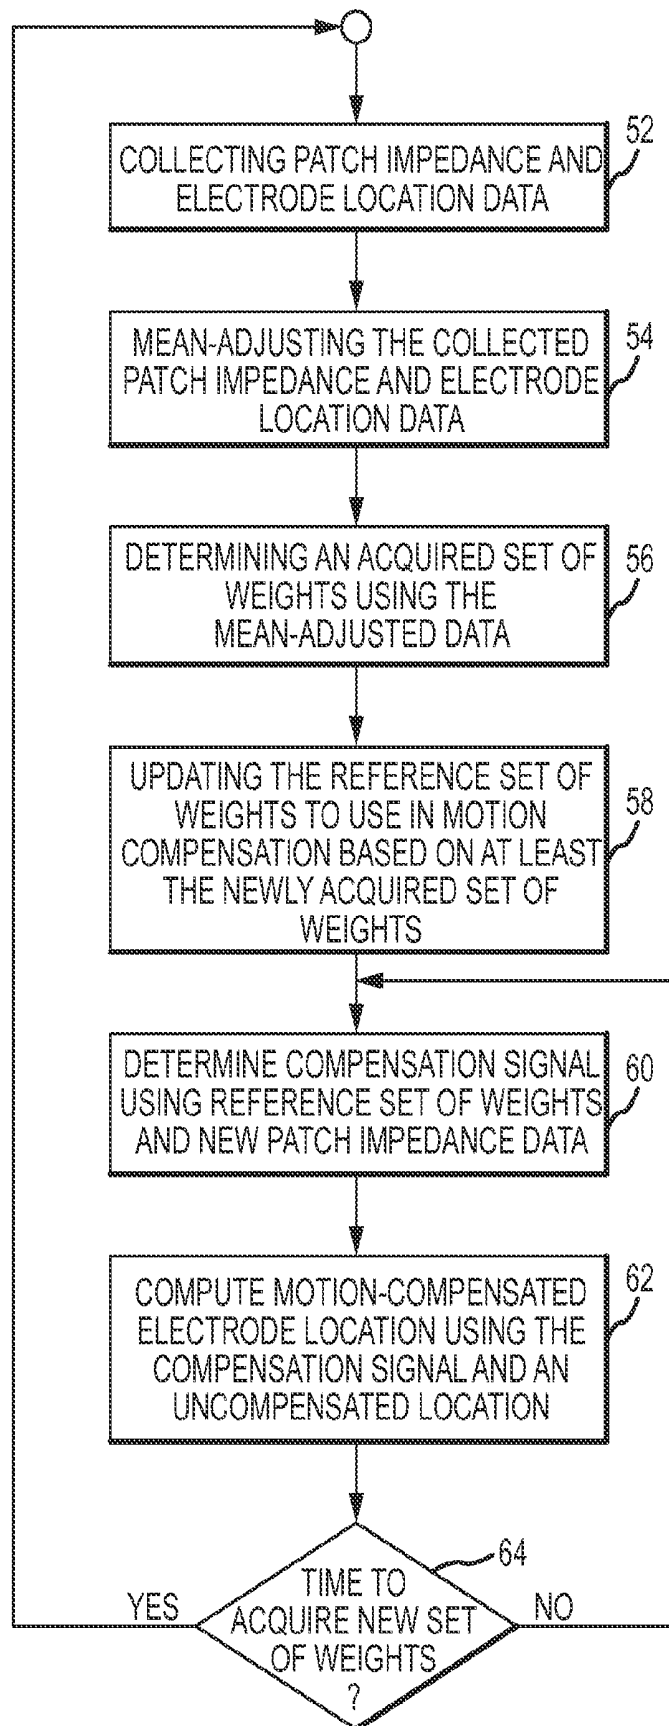 COLLECTING PATCH IMPEDANCE AND
ELECTRODE LOCATION DATA
52
MEAN-ADJUSTING THE COLLECTED
PATCH IMPEDANCE AND ELECTRODE
LOCATION DATA
54
DETERMINING AN ACQUIRED SET OF
WEIGHTS USING THE
MEAN-ADJUSTED DATA
56
UPDATING THE REFERENCE SET OF
WEIGHTS TO USE IN MOTION
COMPENSATION BASED ON AT LEAST
THE NEWLY ACQUIRED SET OF
WEIGHTS
58
DETERMINE COMPENSATION SIGNAL
USING REFERENCE SET OF WEIGHTS
AND NEW PATCH IMPEDANCE DATA
60
COMPUTE MOTION-COMPENSATED
ELECTRODE LOCATION USING THE
COMPENSATION SIGNAL AND AN
UNCOMPENSATED LOCATION
62
64
YES
TIME TO
ACQUIRE NEW SET
OF WEIGHTS
?
NO